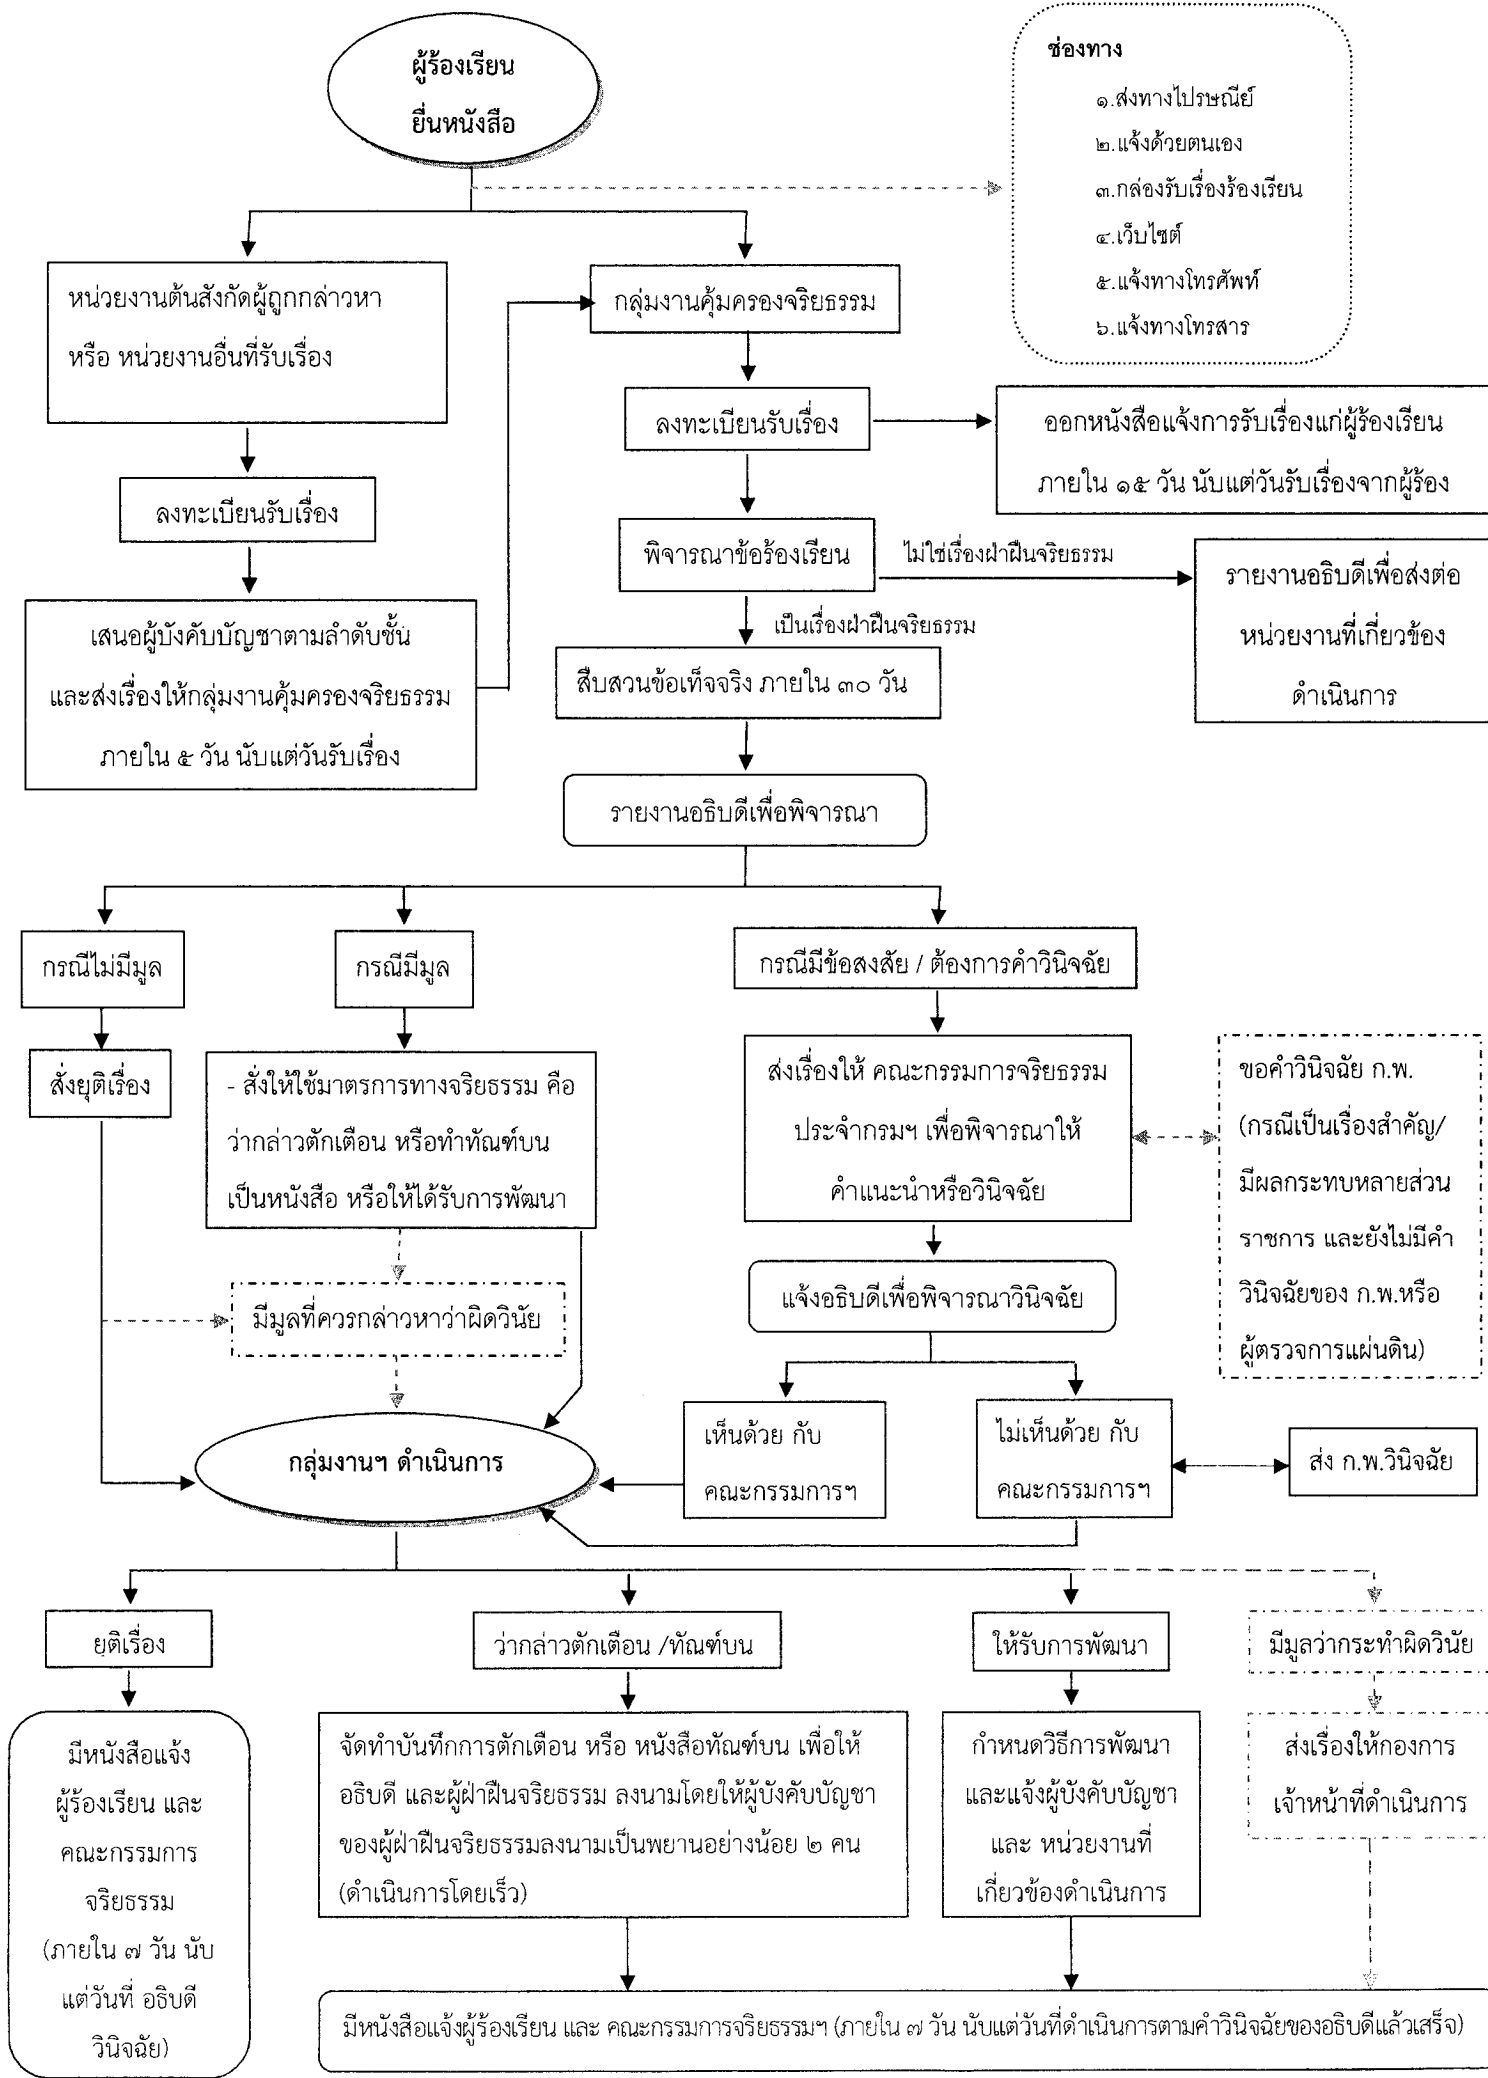 ผู้ร้องเรียน
ยื่นหนังสือ
ช่องทาง
๑.ส่งทางไปรษณีย์
๒.แจ้งด้วยตนเอง
๓.กล่องรับเรื่องร้องเรียน
๔.เว็บไซต์
๕.แจ้งทางโทรศัพท์
๖.แจ้งทางโทรสาร
หน่วยงานต้นสังกัดผู้ถูกกล่าวหา
หรือ หน่วยงานอื่นที่รับเรื่อง
กลุ่มงานคุ้มครองจริยธรรม
ลงทะเบียนรับเรื่อง
ออกหนังสือแจ้งการรับเรื่องแก่ผู้ร้องเรียน
ภายใน ๑๕ วัน นับแต่วันรับเรื่องจากผู้ร้อง
ลงทะเบียนรับเรื่อง
พิจารณาข้อร้องเรียน
ไม่ใช่เรื่องฝ่าฝืนจริยธรรม
รายงานอธิบดีเพื่อส่งต่อ
หน่วยงานที่เกี่ยวข้อง
ดำเนินการ
เป็นเรื่องฝ่าฝืนจริยธรรม
เสนอผู้บังคับบัญชาตามลำดับชั้น
และส่งเรื่องให้กลุ่มงานคุ้มครองจริยธรรม
ภายใน ๕ วัน นับแต่วันรับเรื่อง
สืบสวนข้อเท็จจริง ภายใน ๓๐ วัน
รายงานอธิบดีเพื่อพิจารณา
กรณีไม่มีมูล
กรณีมีมูล
กรณีมีข้อสงสัย / ต้องการคำวินิจฉัย
สั่งยุติเรื่อง
- สั่งให้ใช้มาตรการทางจริยธรรม คือ
ว่ากล่าวตักเตือน หรือทำทัณฑ์บน
เป็นหนังสือ หรือให้ได้รับการพัฒนา
ส่งเรื่องให้ คณะกรรมการจริยธรรม
ประจำกรมฯ เพื่อพิจารณาให้
คำแนะนำหรือวินิจฉัย
ขอคำวินิจฉัย ก.พ.
(กรณีเป็นเรื่องสำคัญ/
มีผลกระทบหลายส่วน
ราชการ และยังไม่มีคำ
วินิจฉัยของ ก.พ.หรือ
ผู้ตรวจการแผ่นดิน)
มีมูลที่ควรกล่าวหาว่าผิดวินัย
แจ้งอธิบดีเพื่อพิจารณาวินิจฉัย
เห็นด้วย กับ
คณะกรรมการฯ
ไม่เห็นด้วย กับ
คณะกรรมการฯ
ส่ง ก.พ.วินิจฉัย
กลุ่มงานฯ ดำเนินการ
ยุติเรื่อง
ว่ากล่าวตักเตือน /ทัณฑ์บน
ให้รับการพัฒนา
มีมูลว่ากระทำผิดวินัย
มีหนังสือแจ้ง
ผู้ร้องเรียน และ
คณะกรรมการ
จริยธรรม
(ภายใน ๗ วัน นับ
แต่วันที่ อธิบดี
วินิจฉัย)
จัดทำบันทึกการตักเตือน หรือ หนังสือทัณฑ์บน เพื่อให้
อธิบดี และผู้ฝ่าฝืนจริยธรรม ลงนามโดยให้ผู้บังคับบัญชา
ของผู้ฝ่าฝืนจริยธรรมลงนามเป็นพยานอย่างน้อย ๒ คน
(ดำเนินการโดยเร็ว)
กำหนดวิธีการพัฒนา
และแจ้งผู้บังคับบัญชา
และ หน่วยงานที่
เกี่ยวข้องดำเนินการ
ส่งเรื่องให้กองการ
เจ้าหน้าที่ดำเนินการ
มีหนังสือแจ้งผู้ร้องเรียน และ คณะกรรมการจริยธรรมฯ (ภายใน ๗ วัน นับแต่วันที่ดำเนินการตามคำวินิจฉัยของอธิบดีแล้วเสร็จ)